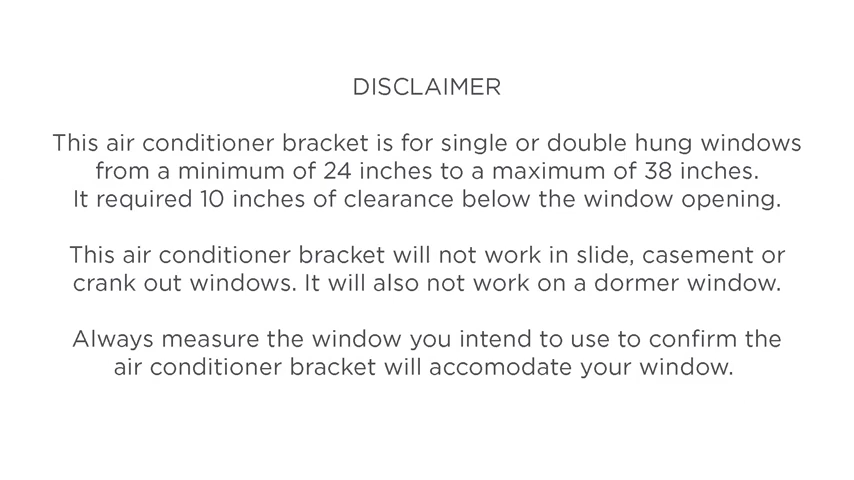 DISCLAIMER
This air conditioner bracket is for single or double hung windows
from a minimum of 24 inches to a maximum of 38 inches.
It required 10 inches of clearance below the window opening.
This air conditioner bracket will not work in slide, casement or
crank out windows. It will also not work on a dormer window.
Always measure the window you intend to use to confirm the
air conditioner bracket will accomodate your window.